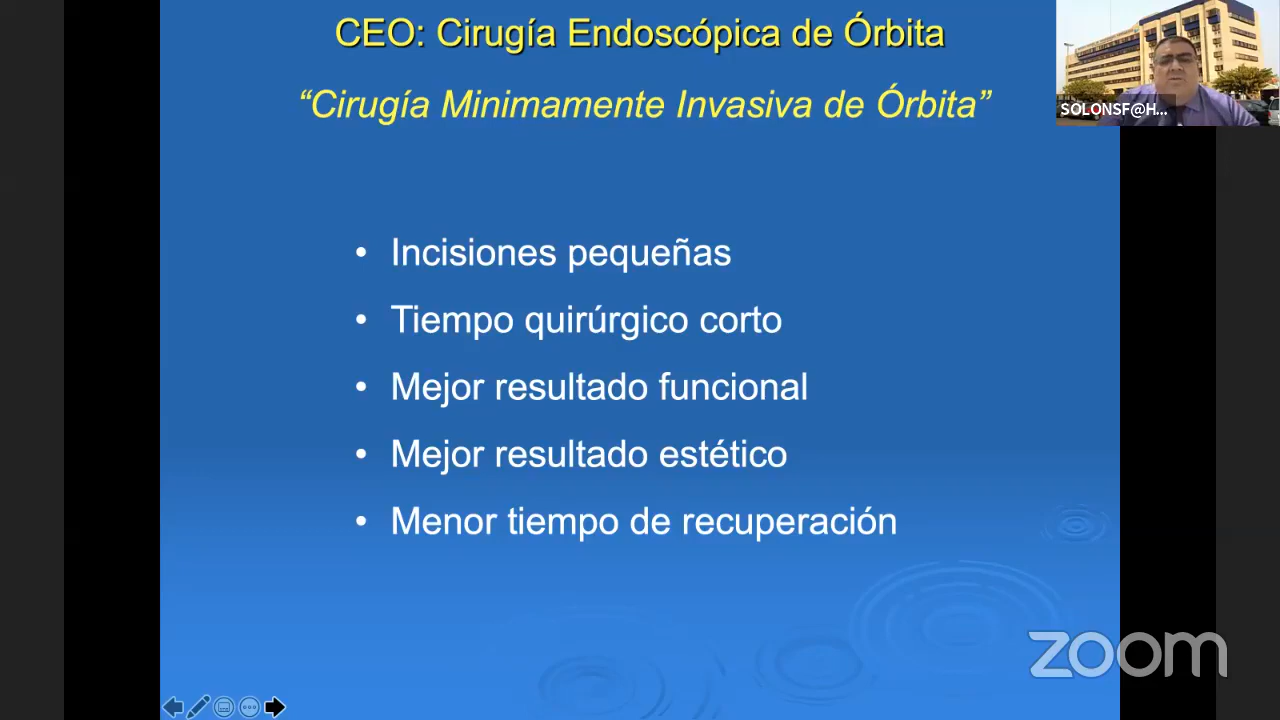 CEO: Cirugía Endoscópica de Órbita
“Cirugía Minimamente Invasiva de Órbita”
SOLONSF@H...
• Incisiones pequeñas
• Tiempo quirúrgico corto
• Mejor resultado funcional
• Mejor resultado estético
• Menor tiempo de recuperación
zoom